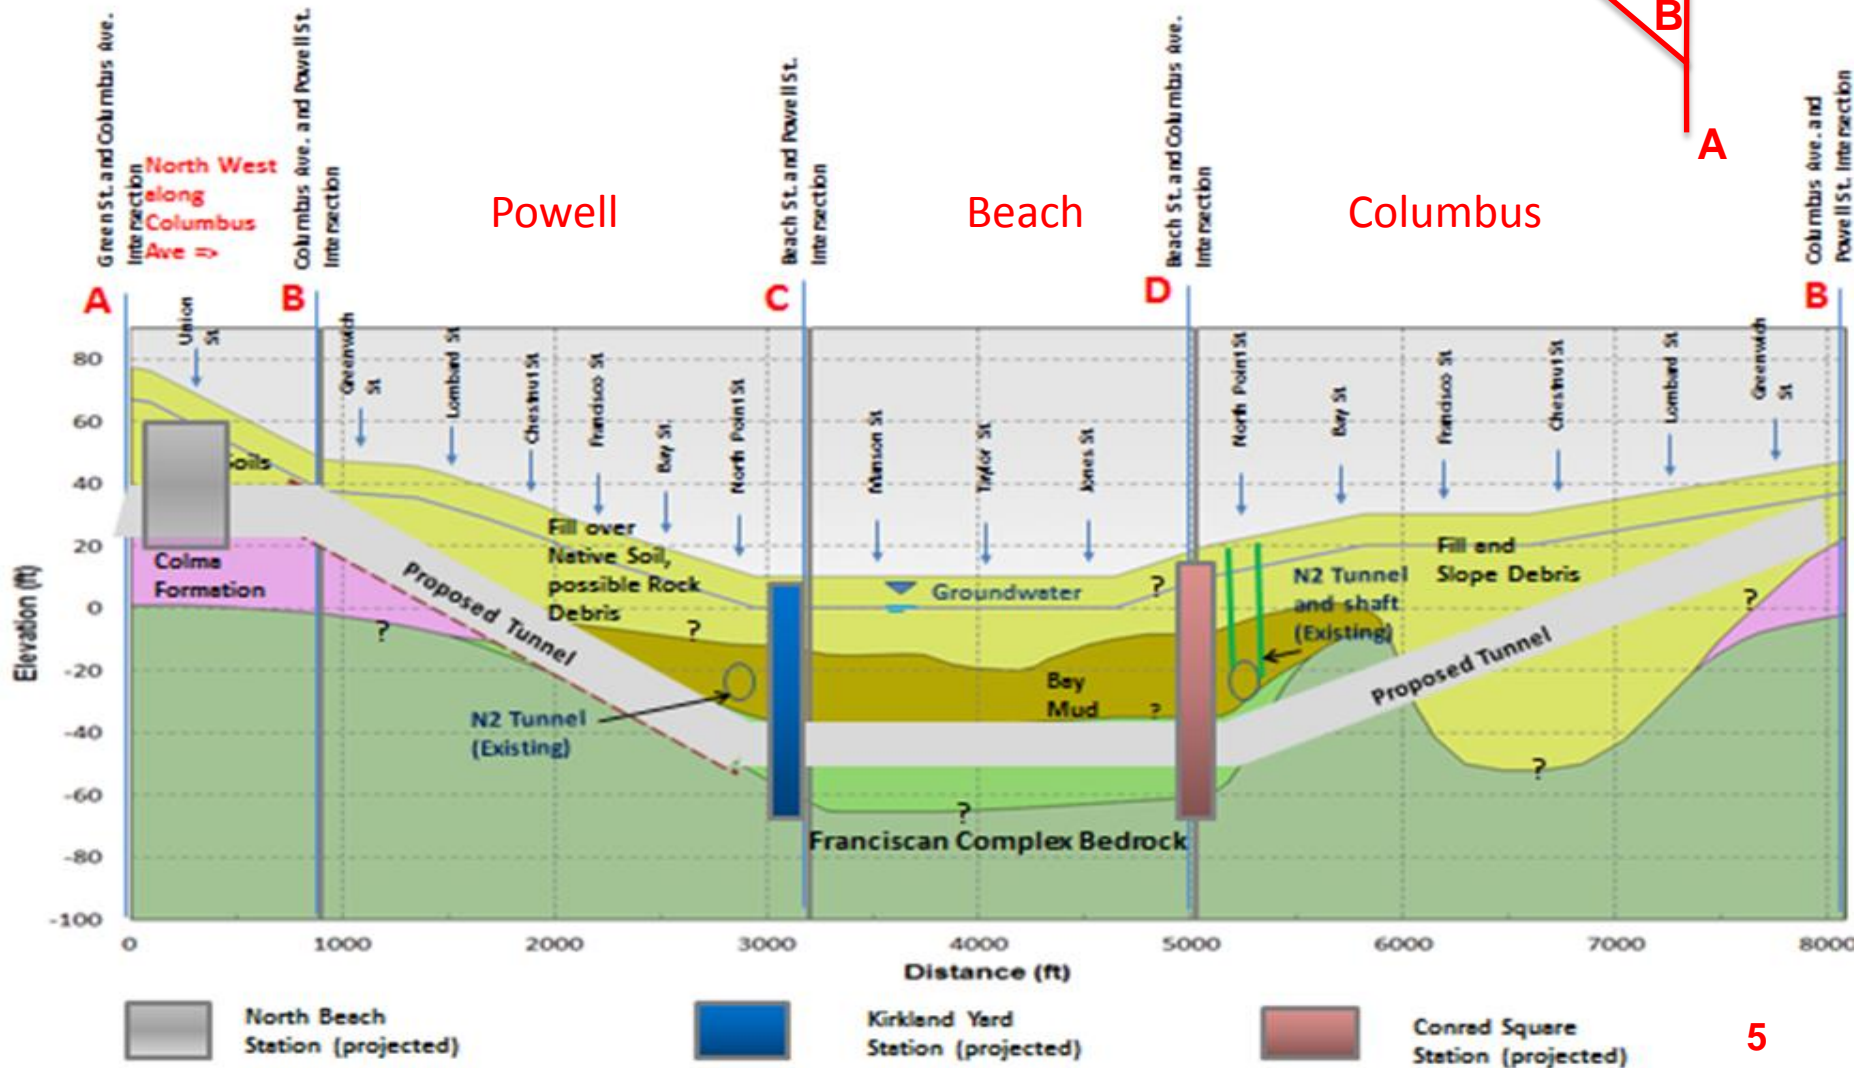 B
A
Green St. and Columbus Ave.
Intersection
North West
along
Columbus
Ave =>
Columbus Ave. and Powell St.
Intersection
Powell
Beach St. and Powell St.
Intersection
Beach
Beach St. and Columbus Ave.
Intersection
Columbus
Columbus Ave. and
Powell St. Intersection
A
B
C
D
B
Union
St
Greenwich
St
Lombard St
Chestnut St
Francisco St
Bay St.
North Point St
Manson St
Taylor St
Jones St
North Point St
Bay St
Francisco St
Chestnut St
Lombard St
Greenwich
St
Elevation (ft)
80
60
40
20
0
-20
-40
-60
-80
-100
Soils
Colma
Formation
?
Proposed Tunnel
Fill over
Native Soil,
possible Rock
Debris
?
N2 Tunnel
(Existing)
Groundwater
?
Bay
Mud
?
?
Franciscan Complex Bedrock
N2 Tunnel
and shaft
(Existing)
Fill and
Slope Debris
Proposed Tunnel
?
?
0
1000
2000
3000
4000
5000
6000
7000
8000
Distance (ft)
North Beach
Station (projected)
Kirkland Yard
Station (projected)
Conrad Square
Station (projected)
5